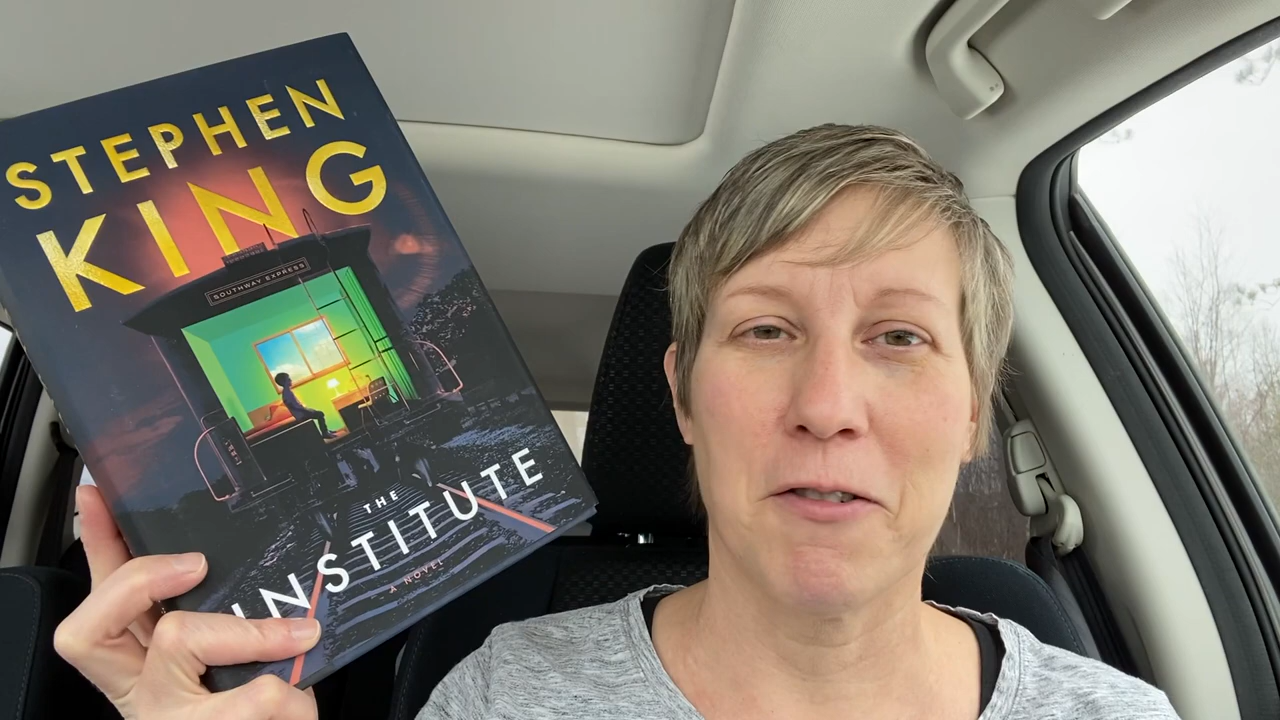 STEPHEN
KING
SOUTHWAY EXPRESS
THE
INSTITUTE
A NOVEL